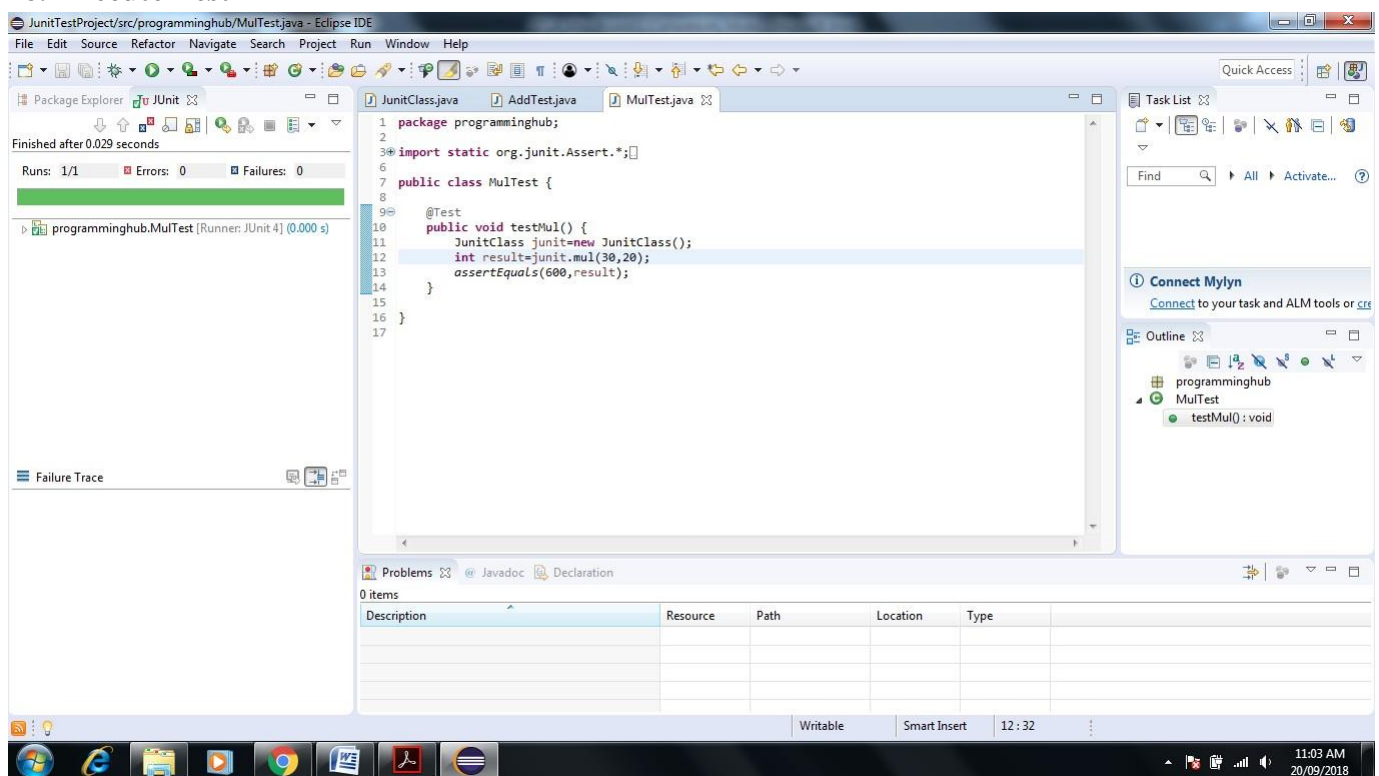 JunitTestProject/src/programminghub/MulTest.java - Eclipse IDE
File Edit Source Refactor Navigate Search Project Run Window Help
Quick Access
Package Explorer JUnit
Finished after 0.029 seconds
Runs: 1/1 Errors: 0 Failures: 0
programminghub.MulTest [Runner: JUnit 4] (0.000 s)
Failure Trace
JunitClass.java AddTest.java MulTest.java
1 package programminghub;
2
3 import static org.junit.Assert.*;
6
7 public class MulTest {
8
9 @Test
10 public void testMul() {
11 JunitClass junit=new JunitClass();
12 int result=junit.mul(30,20);
13 assertEquals(600,result);
14 }
15
16 }
17
Task List
Find All Activate...
Connect Mylyn
Connect to your task and ALM tools or cre
Outline
programminghub
MulTest
testMul() : void
Problems Javadoc Declaration
0 items
Description Resource Path Location Type
Writable Smart Insert 12 : 32
11:03 AM
20/09/2018